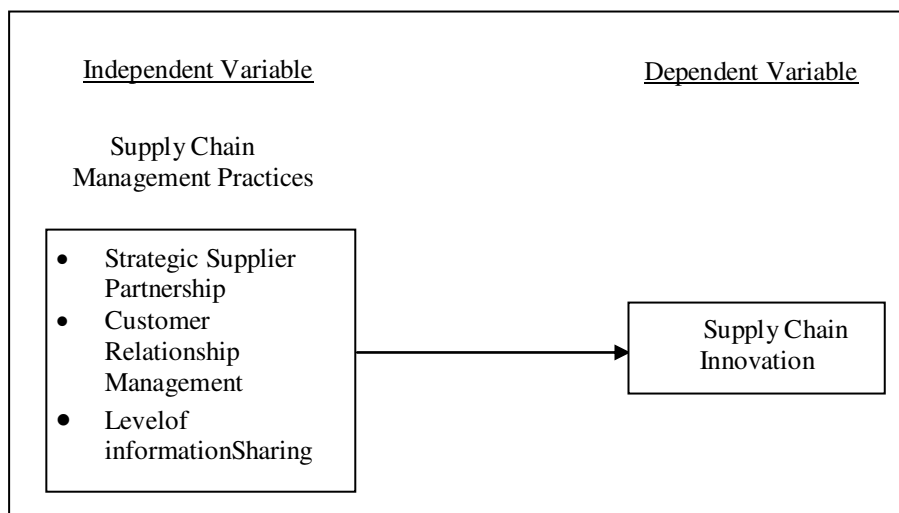 Independent Variable
Dependent Variable
Supply Chain
Management Practices
• Strategic Supplier
Partnership
• Customer
Relationship
Management
• Levelof
informationSharing
Supply Chain
Innovation